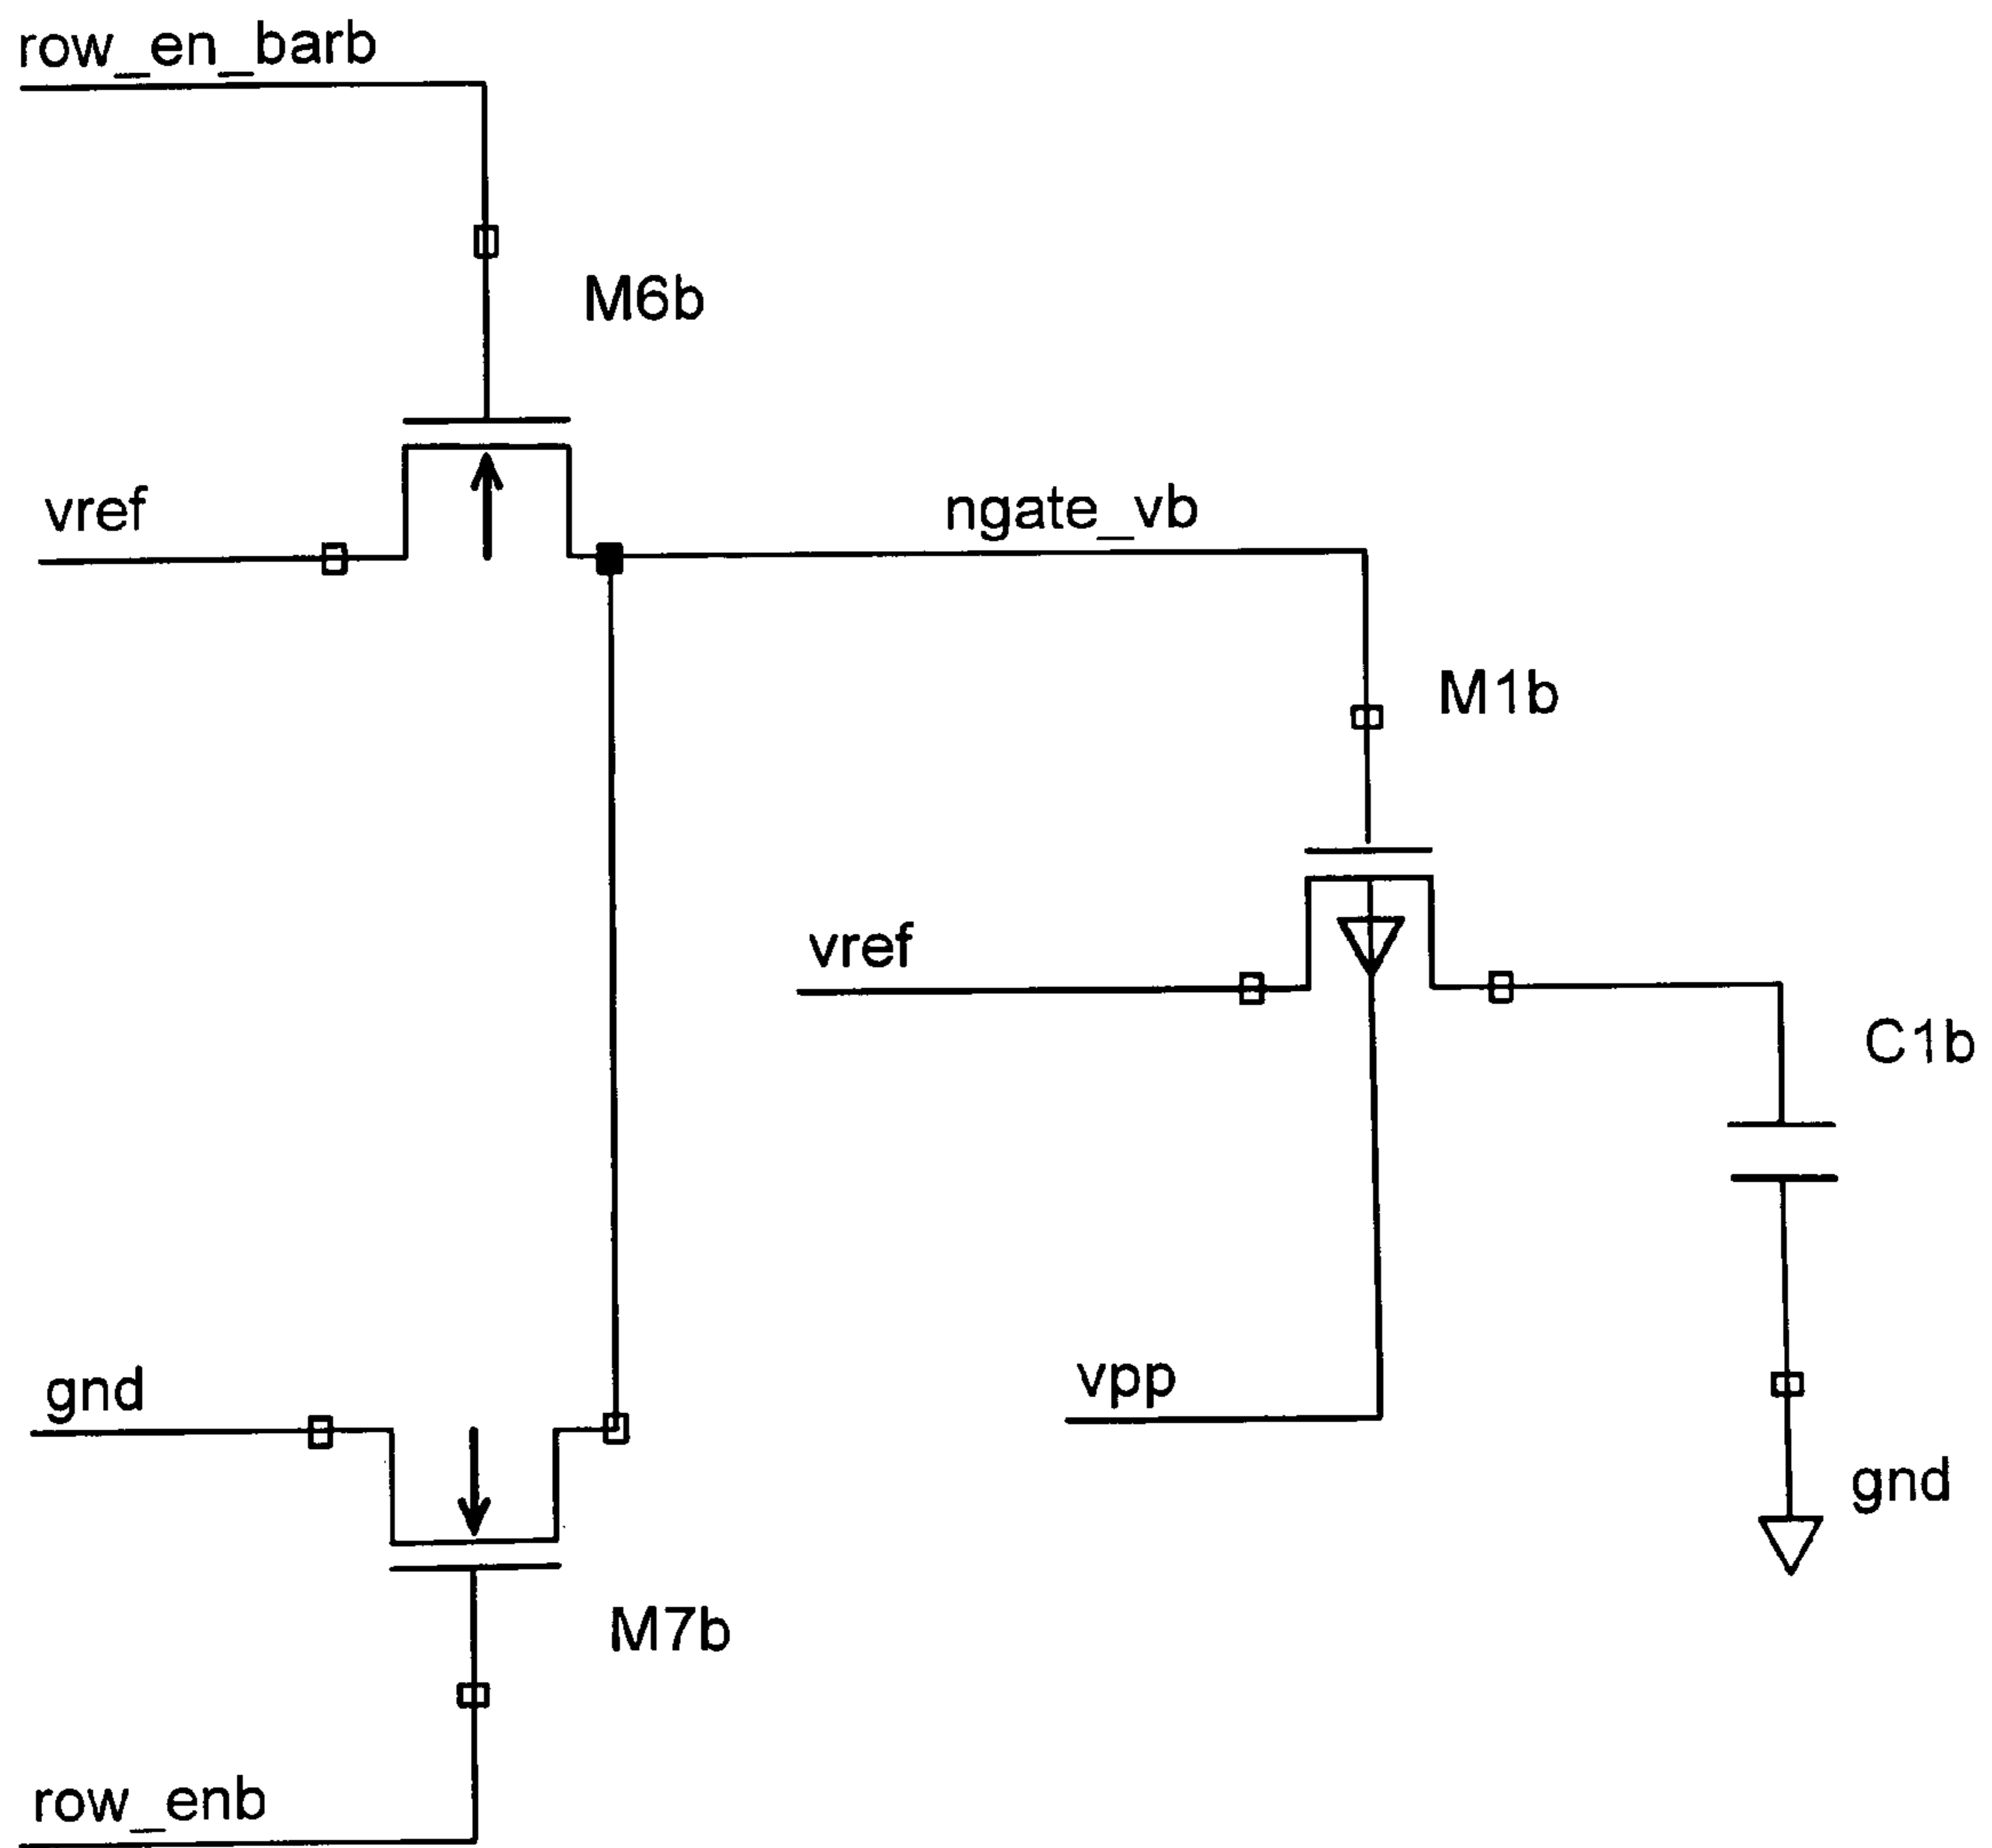 row_en_barb
M6b
vref
ngate_vb
M1b
vref
C1b
vpp
gnd
gnd
M7b
row_enb